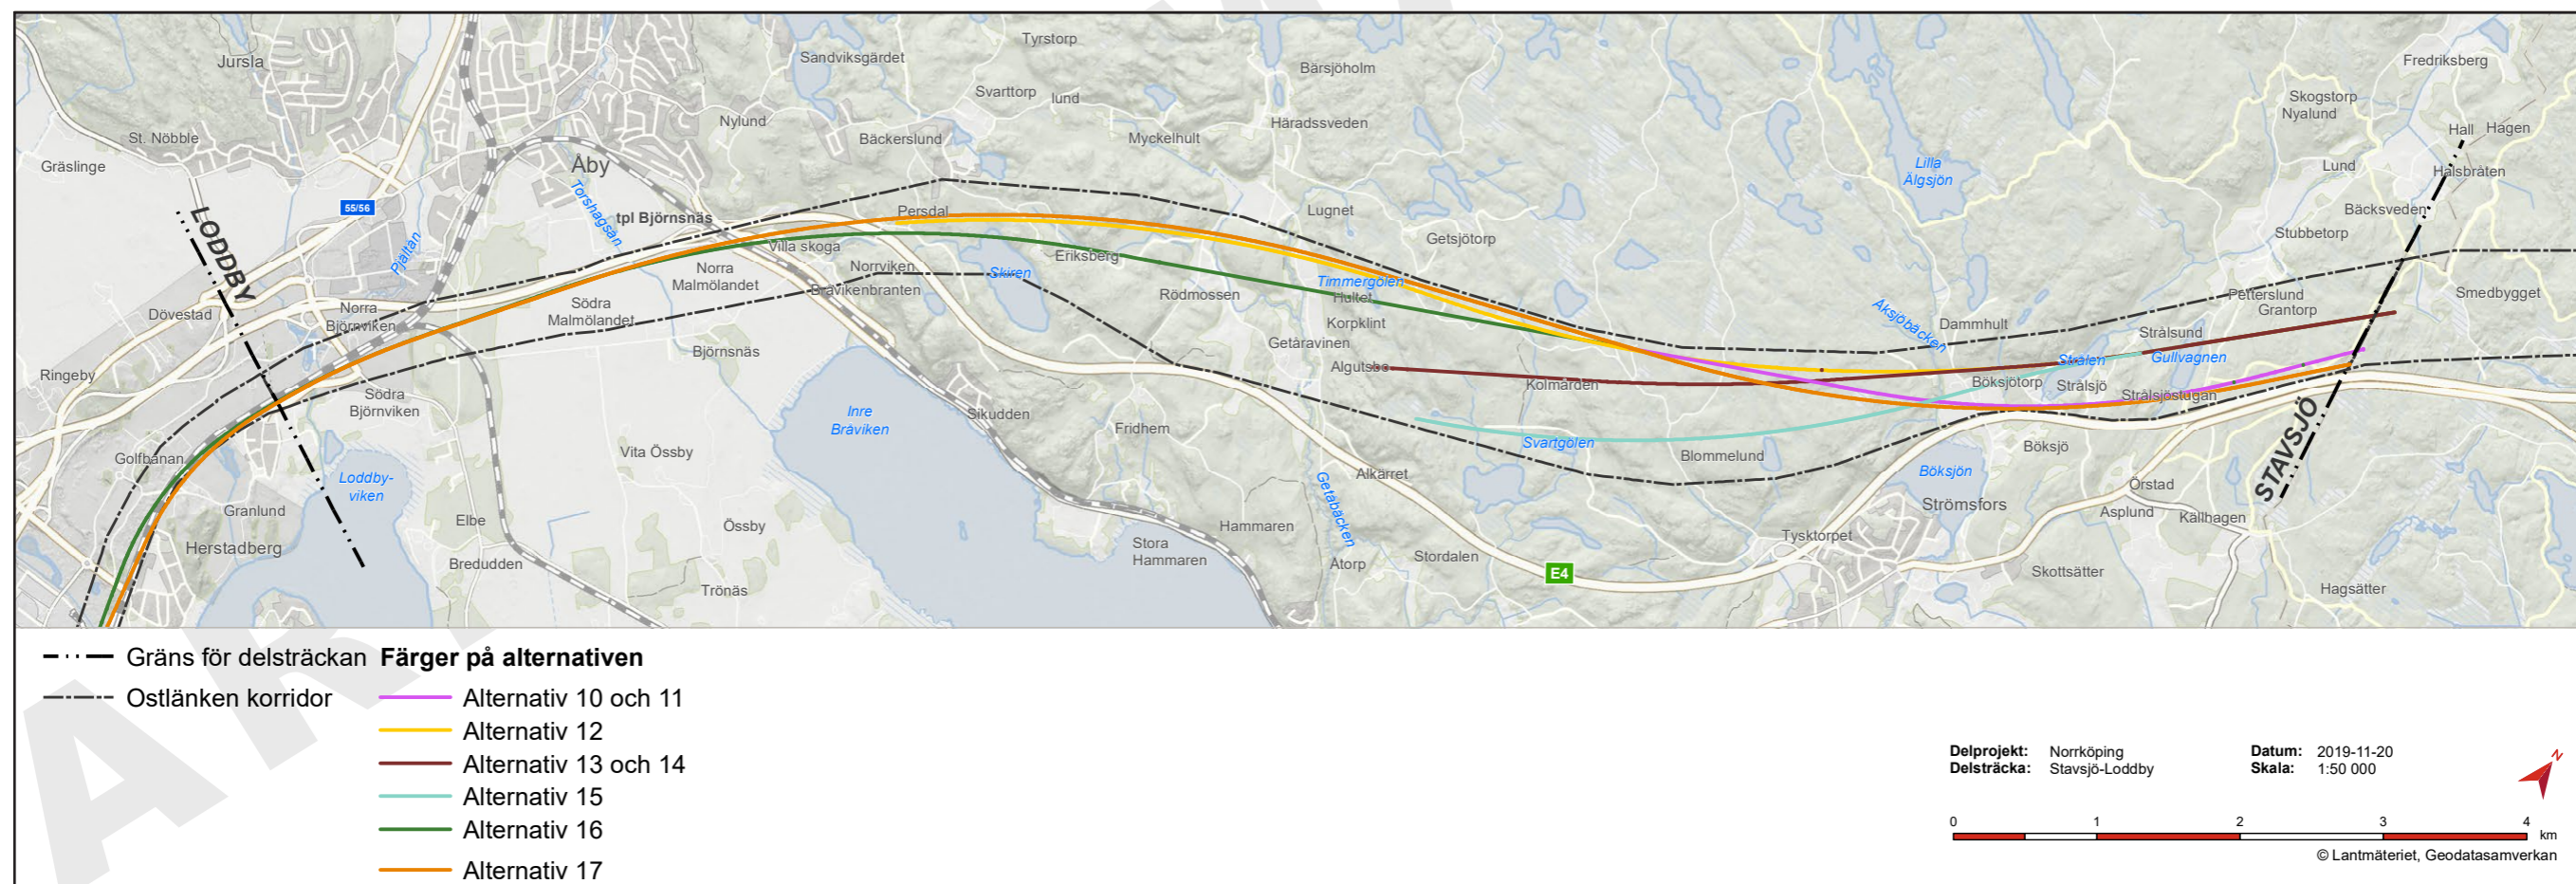 Tyrstorp
Fredriksberg
Sandviksgärdet
Jursla
Bärsjöholm
Svarttorp
lund
Skogstorp
Nyalund
Nylund
Häradssveden
Hall
Hagen
St. Nöbble
Bäckerslund
Myckelhult
Gräslinge
Åby
Lilla
Älgsjön
Lund
Halsbråten
55/56
Torshagsån
tpl Björnsnäs
Persdal
Lugnet
Bäcksveden
LODDBY
Pjältån
Villa skoga
Getsjötorp
Stubbetorp
Eriksberg
Norra
Malmölandet
Norrviken
Skiren
Timmergölen
Hultet
Bråvikenbranten
Rödmossen
Petterslund
Grantorp
Smedbygget
Södra
Malmölandet
Dövestad
Norra
Björnviken
Aksjöbäcken
Dammhult
Korpklint
Getåravinen
Strålsund
Björnsnäs
Algutsbo
Strålen
Gullvagnen
Ringeby
Kolmården
Böksjötorp
Strålsjö
Strålsjöstugan
Södra
Björnviken
Inre
Bråviken
Sikudden
Fridhem
Svartgölen
Blommelund
Böksjö
STAVSJÖ
Golfbanan
Vita Össby
Loddby-
viken
Alkärret
Böksjön
Örstad
Granlund
Elbe
Össby
Hammaren
Getåbäcken
Strömsfors
Asplund
Källhagen
Herstadberg
Bredudden
Stora
Hammaren
Tysktorpet
Åtorp
Stordalen
E4
Skottsätter
Trönäs
Hagsätter
Gräns för delsträckan
Ostlänken korridor
Färger på alternativen
Alternativ 10 och 11
Alternativ 12
Alternativ 13 och 14
Alternativ 15
Alternativ 16
Alternativ 17
Delprojekt: Norrköping
Delsträcka: Stavsjö-Loddby
Datum: 2019-11-20
Skala: 1:50 000
N
0 1 2 3 4
km
© Lantmäteriet, Geodatasamverkan